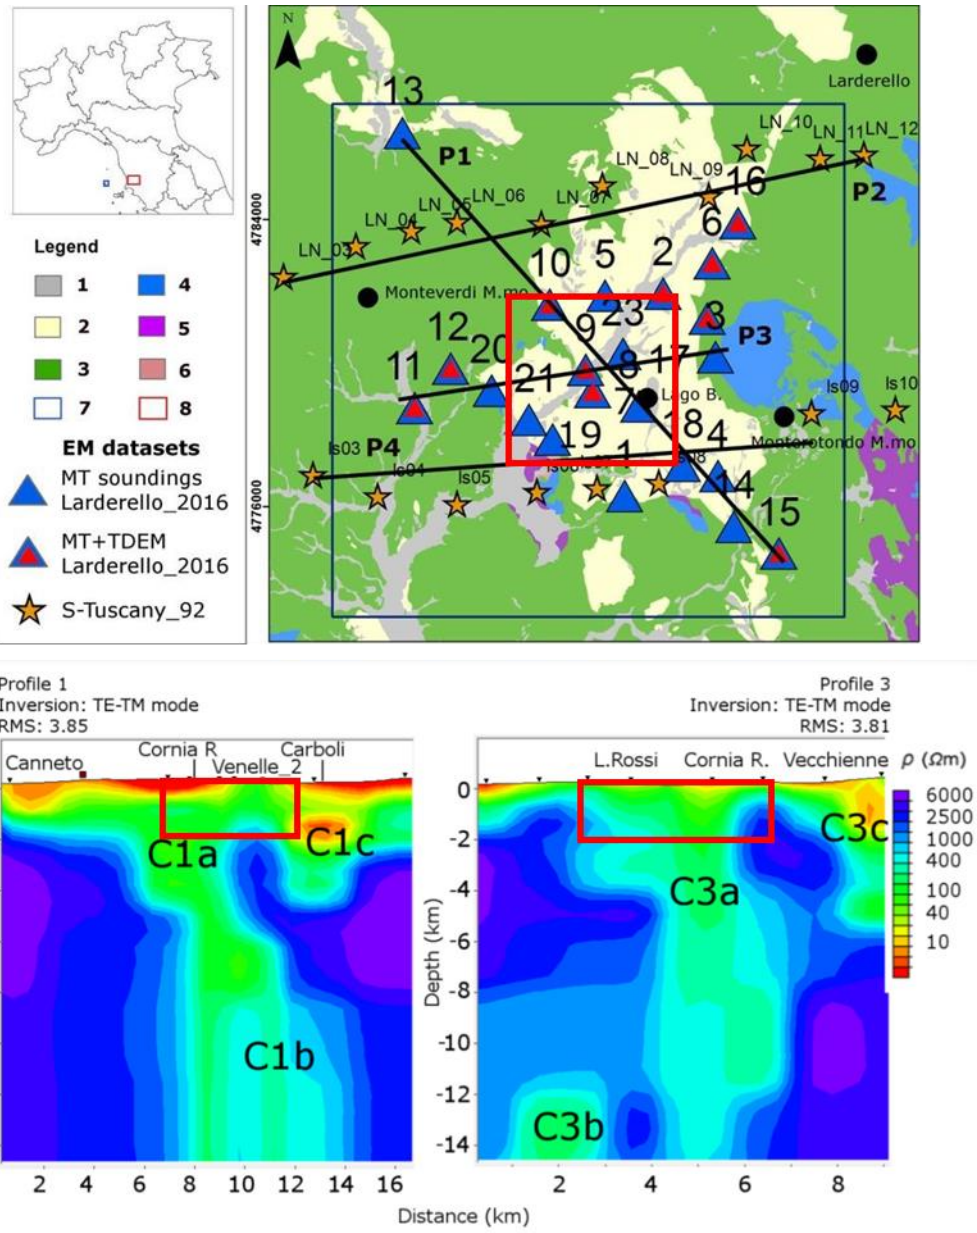 N
Larderello
13
P1
LN_10
LN_11
LN_12
LN_08
LN_09
P2
LN_06
LN_05
LN_04
LN_07
LN_03
16
6
4784000
10
5
2
Monteverdi M.mo
23
3
9
P3
12
20
8
17
11
21
7
Lago B.
ls09
ls10
19
1
18
4
Monterotondo M.mo
ls03
P4
ls04
ls05
14
15
4776000
Legend
1
4
2
5
3
6
7
8
EM datasets
MT soundings
Larderello_2016
MT+TDEM
Larderello_2016
S-Tuscany_92
Profile 1
Inversion: TE-TM mode
RMS: 3.85
Canneto
Cornia R
Venelle_2
Carboli
C1a
C1c
C1b
2
4
6
8
10
12
14
16
Profile 3
Inversion: TE-TM mode
RMS: 3.81
L.Rossi
Cornia R.
Vecchienne
C3c
C3a
C3b
0
-2
-4
-6
-8
-10
-12
-14
Depth (km)
2
4
6
8
Distance (km)
ρ (Ωm)
6000
2500
1000
400
100
40
10